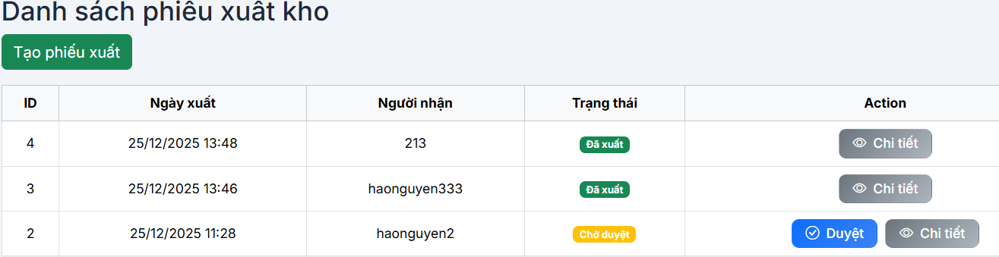 Danh sách phiếu xuất kho
Tạo phiếu xuất
ID Ngày xuất Người nhận Trạng thái Action
4 25/12/2025 13:48 213 Đã xuất Chi tiết
3 25/12/2025 13:46 haonguyen333 Đã xuất Chi tiết
2 25/12/2025 11:28 haonguyen2 Chờ duyệt Duyệt Chi tiết